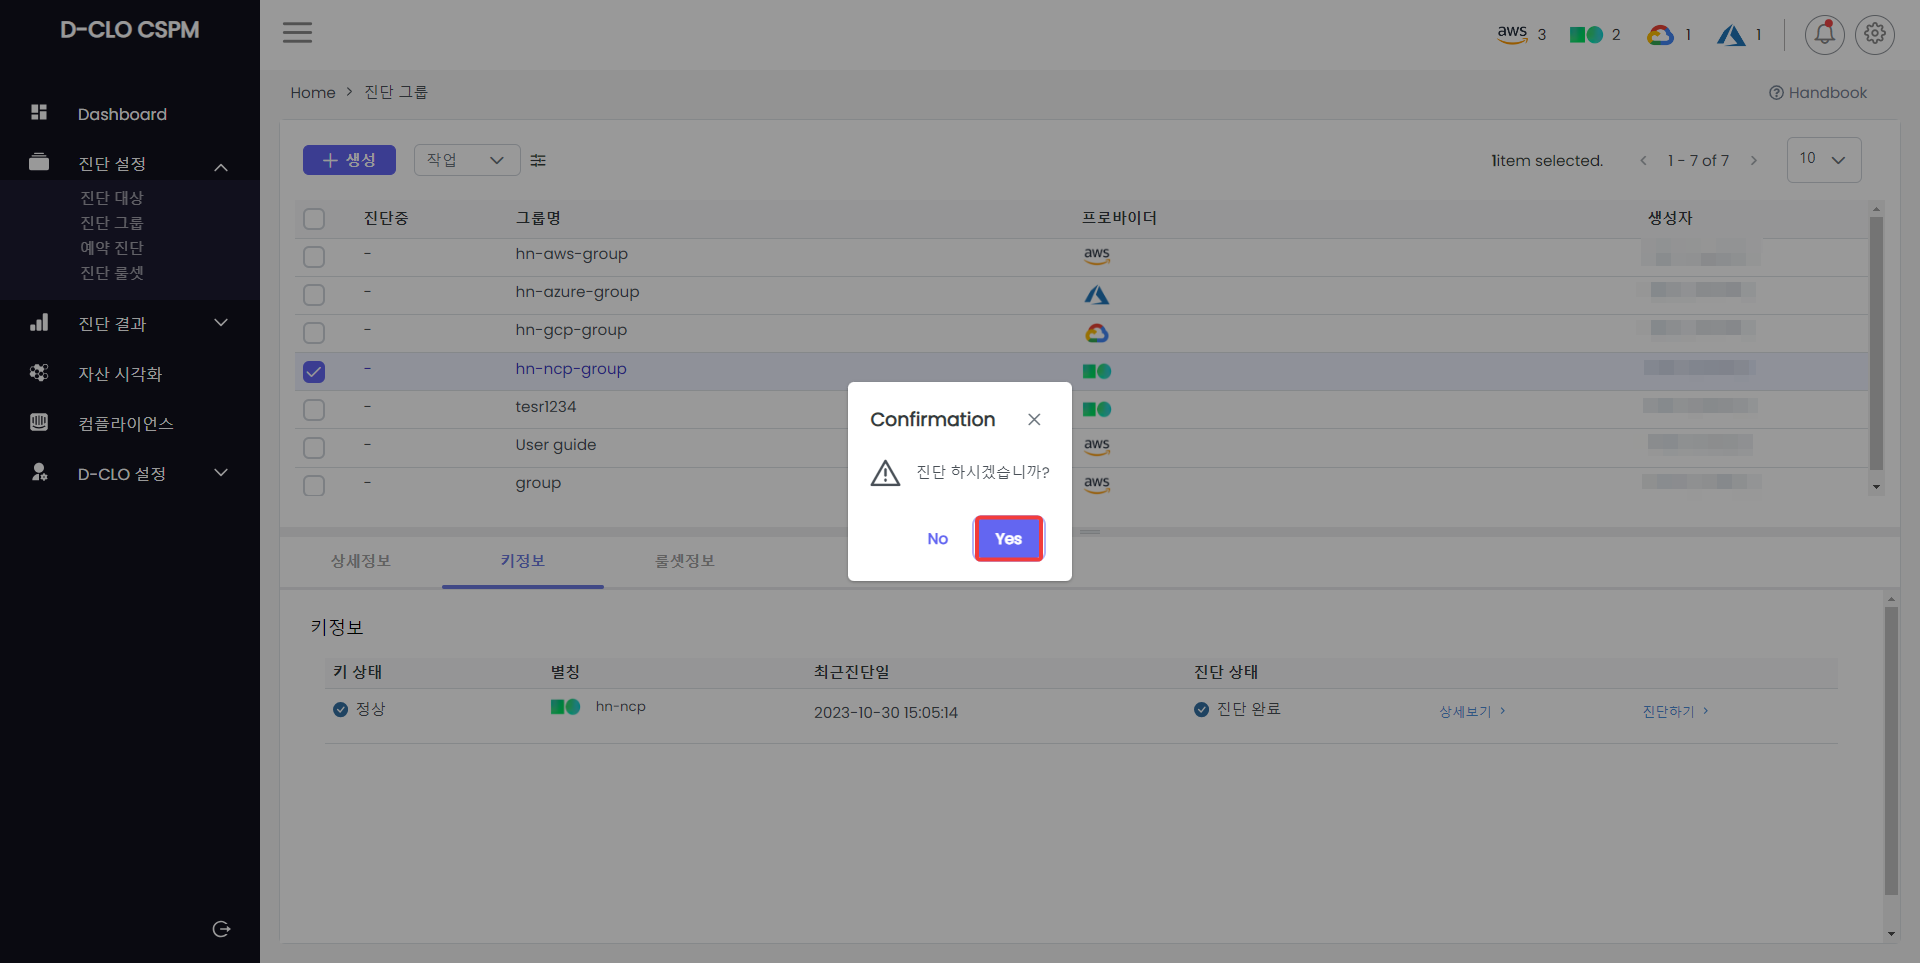 D-CLO CSPM
aws 3 2 1 1
Dashboard
진단 설정
진단 대상
진단 그룹
예약 진단
진단 룰셋
진단 결과
자산 시각화
컴플라이언스
D-CLO 설정
Home > 진단 그룹
Handbook
+ 생성 작업
1item selected. < 1 - 7 of 7 > 10
진단중 그룹명 프로바이더 생성자
- hn-aws-group aws
- hn-azure-group
- hn-gcp-group
- hn-ncp-group
- tesr1234
- User guide aws
- group aws
Confirmation
진단 하시겠습니까?
No Yes
상세정보 키정보 룰셋정보
키정보
키 상태 별칭 최근진단일 진단 상태
정상 hn-ncp 2023-10-30 15:05:14 진단 완료 상세보기 > 진단하기 >